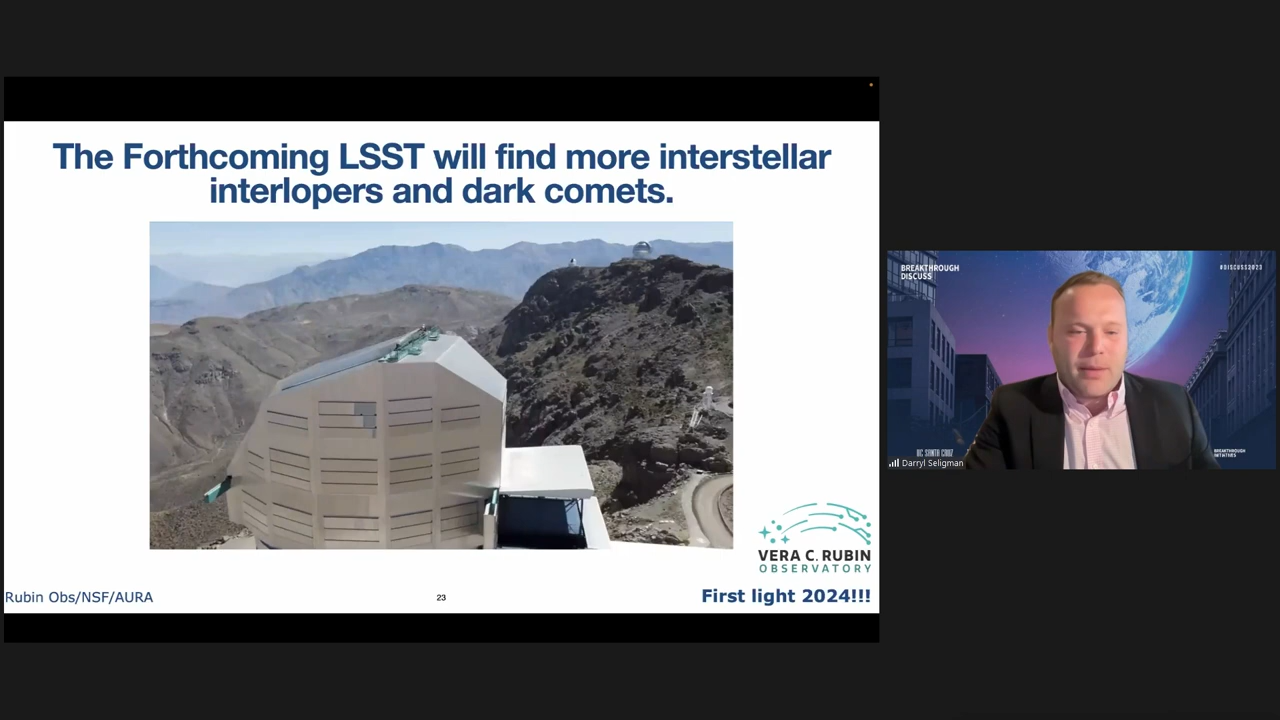 The Forthcoming LSST will find more interstellar
interlopers and dark comets.
VERA C. RUBIN
OBSERVATORY
Rubin Obs/NSF/AURA
23
First light 2024!!!
BREAKTHROUGH
DISCUSS
#DISCUSS2023
UC SANTA CRUZ
BREAKTHROUGH
INITIATIVES
Darryl Seligman